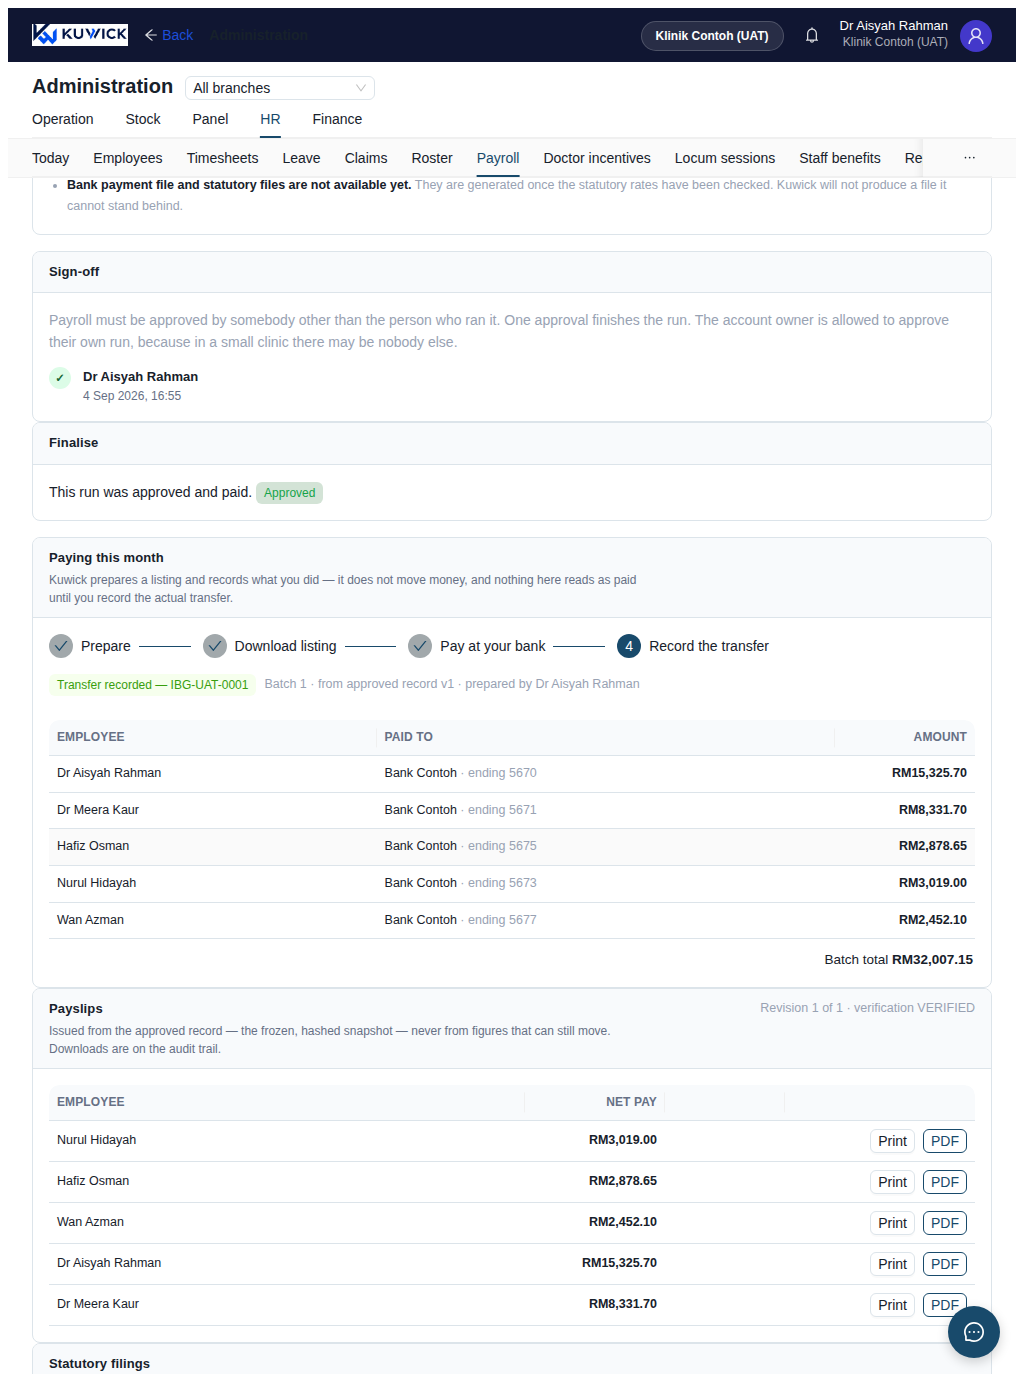 KUVVICK
Back
Administration
Klinik Contoh (UAT)
Dr Aisyah Rahman
Klinik Contoh (UAT)
Administration
All branches
Operation Stock Panel HR Finance
Today Employees Timesheets Leave Claims Roster Payroll Doctor incentives Locum sessions Staff benefits Re ···
Bank payment file and statutory files are not available yet. They are generated once the statutory rates have been checked. Kuwick will not produce a file it
cannot stand behind.
Sign-off
Payroll must be approved by somebody other than the person who ran it. One approval finishes the run. The account owner is allowed to approve
their own run, because in a small clinic there may be nobody else.
✓ Dr Aisyah Rahman
4 Sep 2026, 16:55
Finalise
This run was approved and paid. Approved
Paying this month
Kuwick prepares a listing and records what you did — it does not move money, and nothing here reads as paid
until you record the actual transfer.
Prepare Download listing Pay at your bank 4 Record the transfer
Transfer recorded — IBG-UAT-0001 Batch 1 · from approved record v1 · prepared by Dr Aisyah Rahman
EMPLOYEE PAID TO AMOUNT
Dr Aisyah Rahman Bank Contoh · ending 5670 RM15,325.70
Dr Meera Kaur Bank Contoh · ending 5671 RM8,331.70
Hafiz Osman Bank Contoh · ending 5675 RM2,878.65
Nurul Hidayah Bank Contoh · ending 5673 RM3,019.00
Wan Azman Bank Contoh · ending 5677 RM2,452.10
Batch total RM32,007.15
Payslips
Revision 1 of 1 · verification VERIFIED
Issued from the approved record — the frozen, hashed snapshot — never from figures that can still move.
Downloads are on the audit trail.
EMPLOYEE NET PAY
Nurul Hidayah RM3,019.00 Print PDF
Hafiz Osman RM2,878.65 Print PDF
Wan Azman RM2,452.10 Print PDF
Dr Aisyah Rahman RM15,325.70 Print PDF
Dr Meera Kaur RM8,331.70 Print PDF
Statutory filings